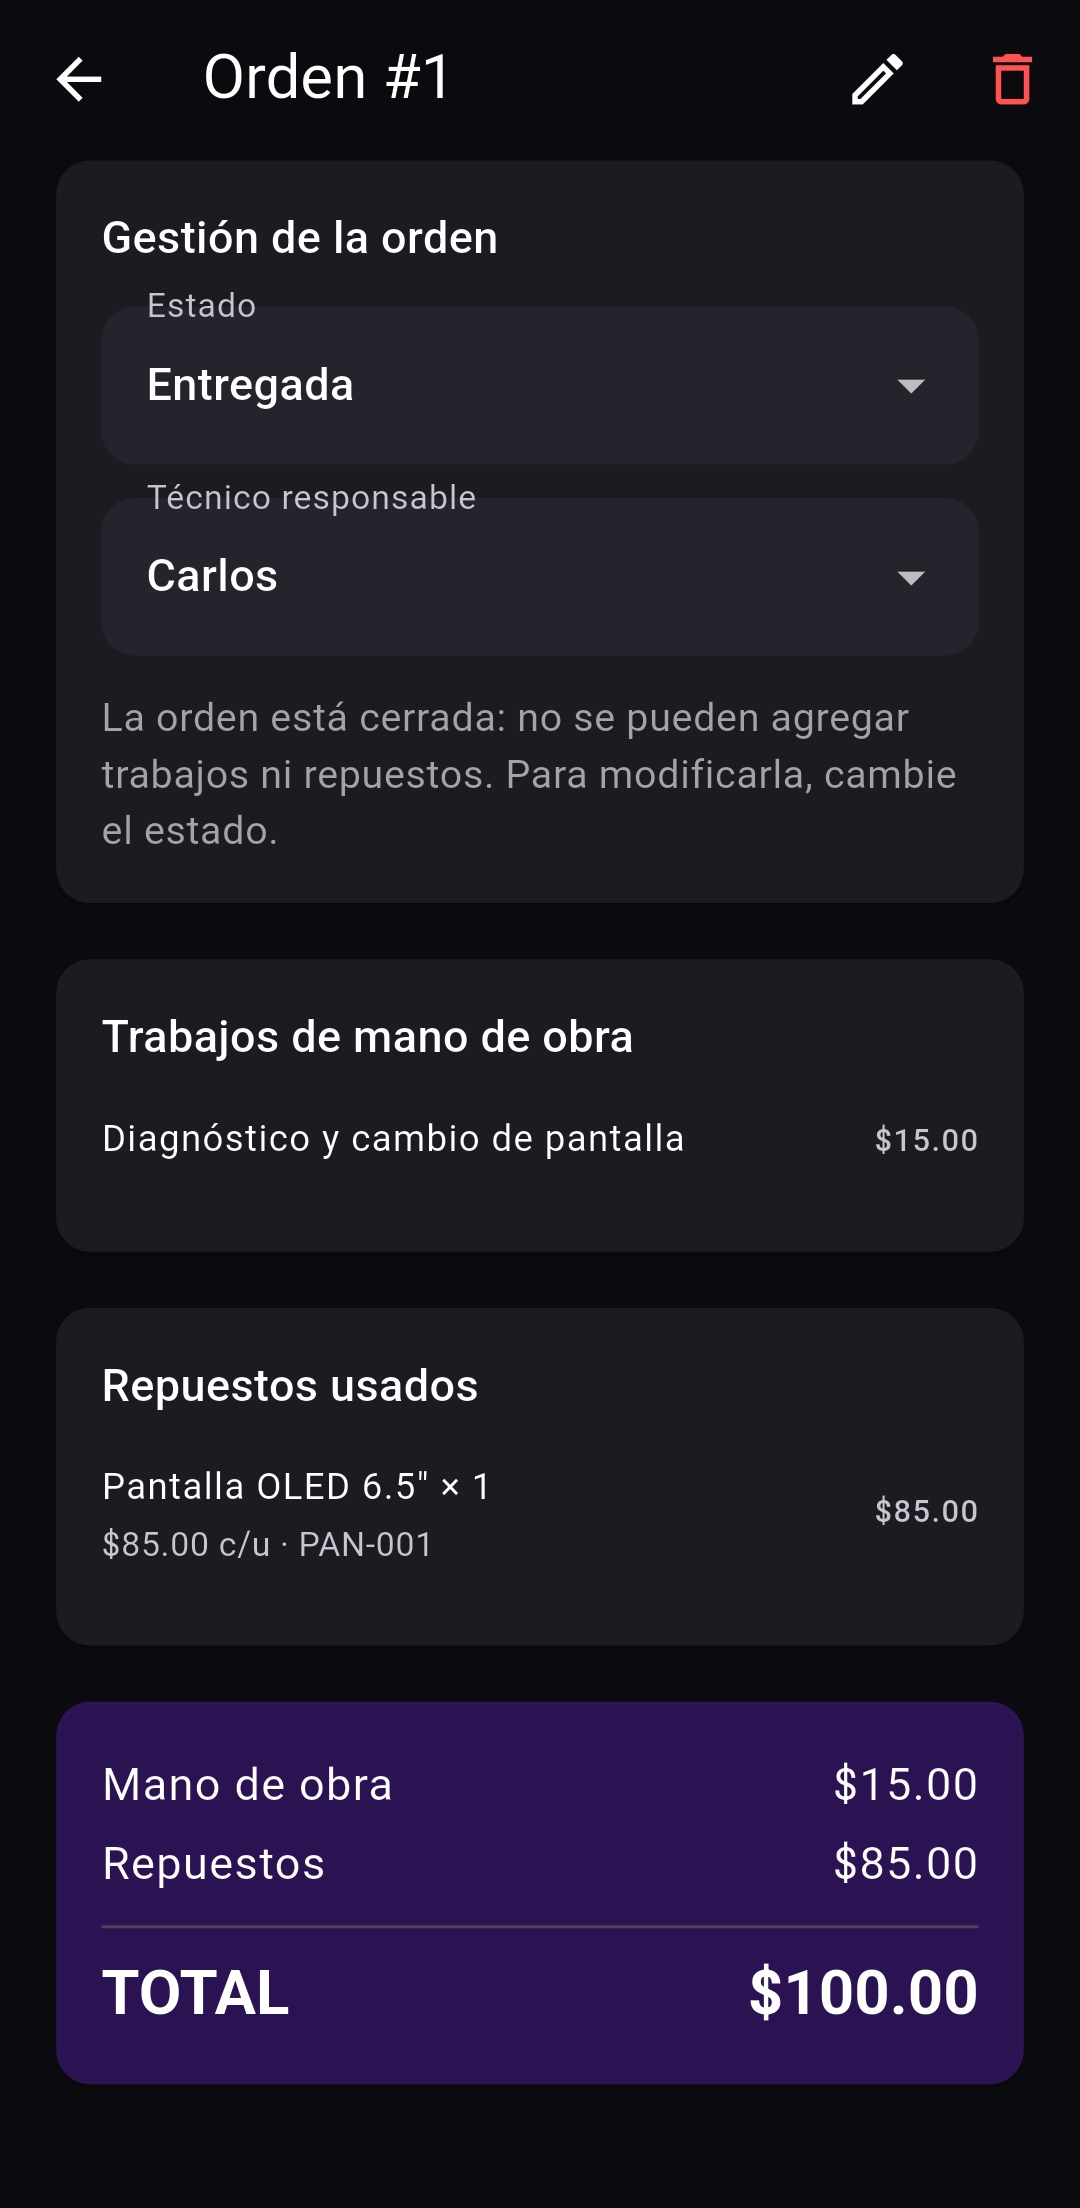 Orden #1
Gestión de la orden
Estado
Entregada
Técnico responsable
Carlos
La orden está cerrada: no se pueden agregar
trabajos ni repuestos. Para modificarla, cambie
el estado.
Trabajos de mano de obra
Diagnóstico y cambio de pantalla $15.00
Repuestos usados
Pantalla OLED 6.5" × 1
$85.00
$85.00 c/u · PAN-001
Mano de obra $15.00
Repuestos $85.00
TOTAL $100.00